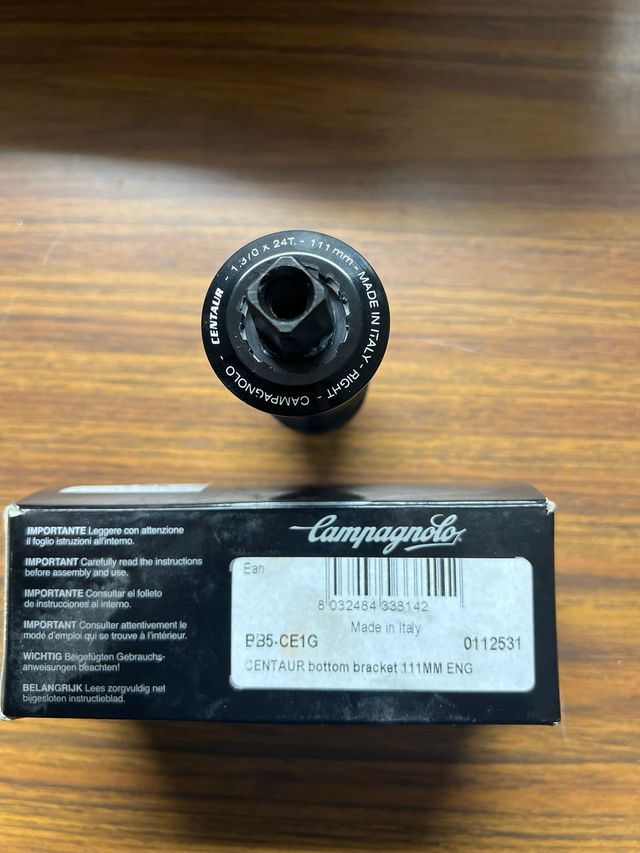 CENTAUR - 1.370 x 24T. - 111 mm - MADE IN ITALY - RIGHT - CAMPAGNOLO -
IMPORTANTE Leggere con attenzione
il foglio istruzioni all'interno.
IMPORTANT Carefully read the instructions
before assembly and use.
IMPORTANTE Consultar el folleto
de instrucciones al interno.
IMPORTANT Consulter attentivement le
modé d'emploi qui se trouve à l'intérieur.
WICHTIG Beigefügten Gebrauchs-
anweisungen beachten!
BELANGRIJK Lees zorgvuldig net
bijgesloten instructieblad.
Campagnolo
Ean
8 032484 338142
Made in Italy
BB5-CE1G 0112531
CENTAUR bottom bracket 111MM ENG